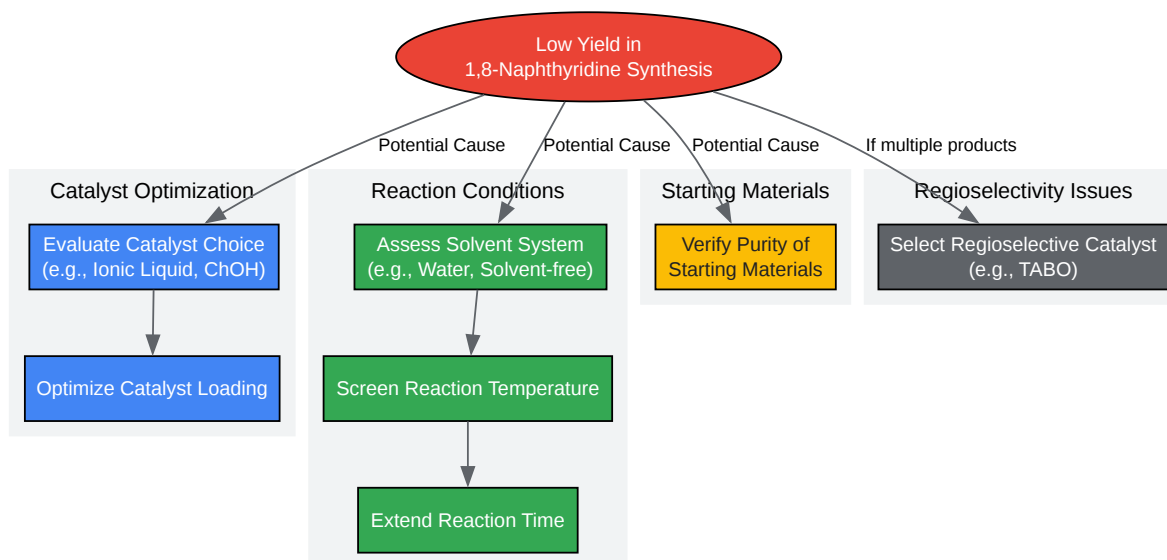 Low Yield in
1,8-Naphthyridine Synthesis
Potential Cause
Potential Cause
Potential Cause
If multiple products
Catalyst Optimization
Reaction Conditions
Starting Materials
Regioselectivity Issues
Evaluate Catalyst Choice
(e.g., Ionic Liquid, ChOH)
Assess Solvent System
(e.g., Water, Solvent-free)
Verify Purity of
Starting Materials
Select Regioselective Catalyst
(e.g., TABO)
Optimize Catalyst Loading
Screen Reaction Temperature
Extend Reaction Time